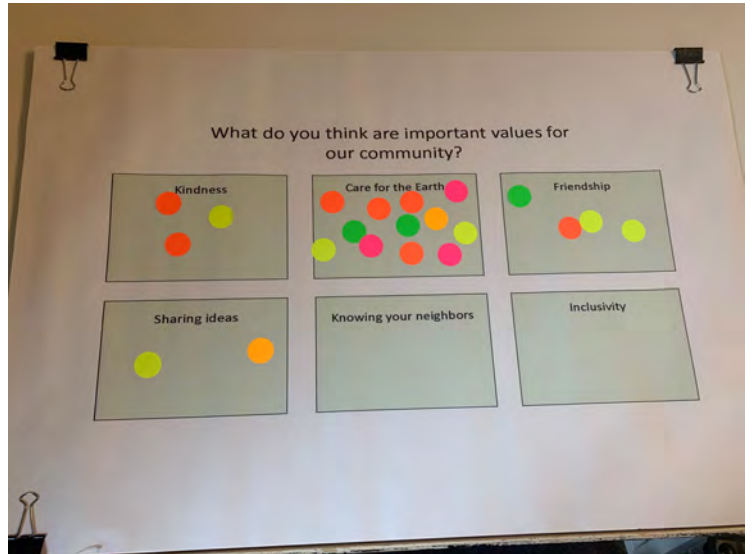 What do you think are important values for
our community?
Kindness
Care for the Earth
Friendship
Sharing ideas
Knowing your neighbors
Inclusivity